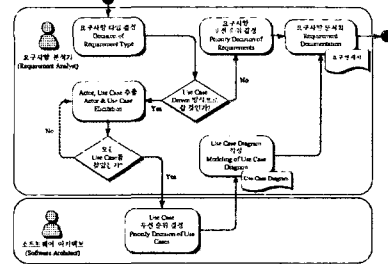 요구사항 타입 결정
Decision of
Requirement Type
요구사항
우선 순위 결정
Priority Decision of
Requirements
요구사항 문서화
Requirement
Documentation
요구명세서
요구사항 분석가
(Requirement Analyst)
Actor, Use Case 추출
Actor & Use Case
Elicitation
Yes
Use Case
Driven 방식으로
할 것인가?
No
No
모든
Use Case를
찾았는가?
Yes
Use Case Diagram
작성
Modeling of Use Case
Diagram
Use Case Diagram
소프트웨어 아키텍트
(Software Architect)
Use Case
우선 순위 결정
Priority Decision of Use
Cases